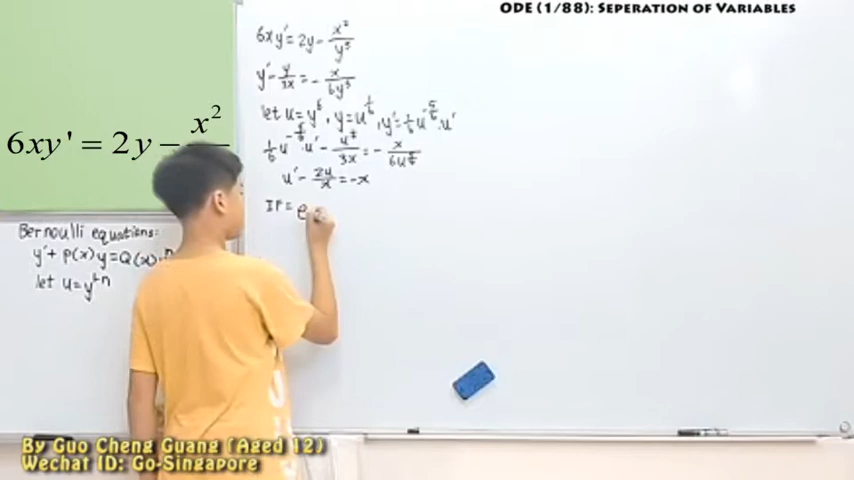 ODE (1/88): SEPERATION OF VARIABLES
6xy' = 2y − x²
6xy' = 2y − x²/y⁵
y' − y/3x = − x/6y⁵
let u = y⁶, y = u^(1/6), y' = 1/6 u^(−5/6) · u'
1/6 u^(−5/6) · u' − u^(1/6)/3x = − x/6u^(5/6)
u' − 2u/x = −x
IF = e
Bernoulli equations:
y' + P(x)y = Q(x)
let u = y^(1−n)
By Guo Cheng Guang (Aged 12)
Wechat ID: Go-Singapore